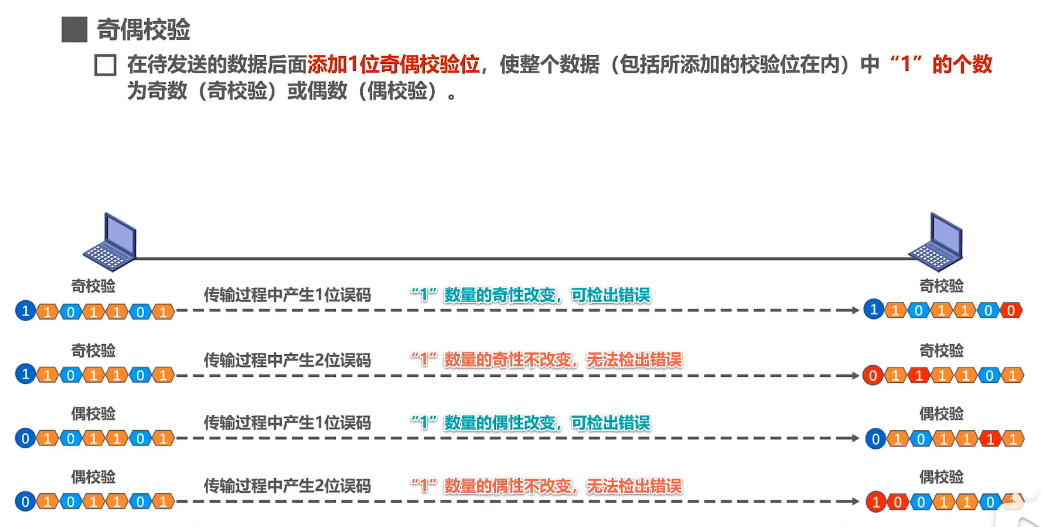 奇偶校验
在待发送的数据后面添加1位奇偶校验位，使整个数据（包括所添加的校验位在内）中“1”的个数
为奇数（奇校验）或偶数（偶校验）。
奇校验 奇校验
1 1 0 1 1 0 1 传输过程中产生1位误码 “1”数量的奇性改变，可检出错误 1 1 0 1 1 0 0
奇校验 奇校验
1 1 0 1 1 0 1 传输过程中产生2位误码 “1”数量的奇性不改变，无法检出错误 0 1 1 1 1 0 1
偶校验 偶校验
0 1 0 1 1 0 1 传输过程中产生1位误码 “1”数量的偶性改变，可检出错误 0 1 0 1 1 1 1
偶校验 偶校验
0 1 0 1 1 0 1 传输过程中产生2位误码 “1”数量的偶性不改变，无法检出错误 1 0 0 1 1 0